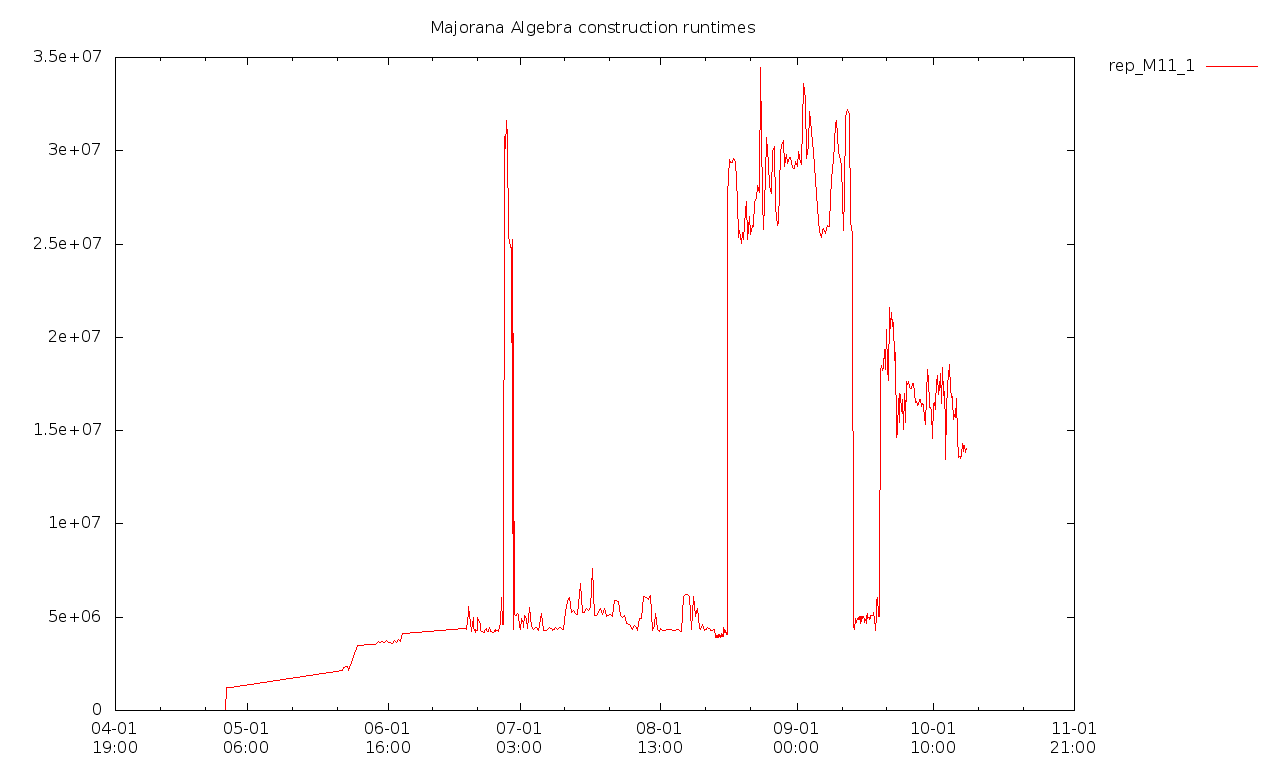 Majorana Algebra construction runtimes
rep_M11_1
3.5e+07
3e+07
2.5e+07
2e+07
1.5e+07
1e+07
5e+06
0
04-01 05-01 06-01 07-01 08-01 09-01 10-01 11-01
19:00 06:00 16:00 03:00 13:00 00:00 10:00 21:00